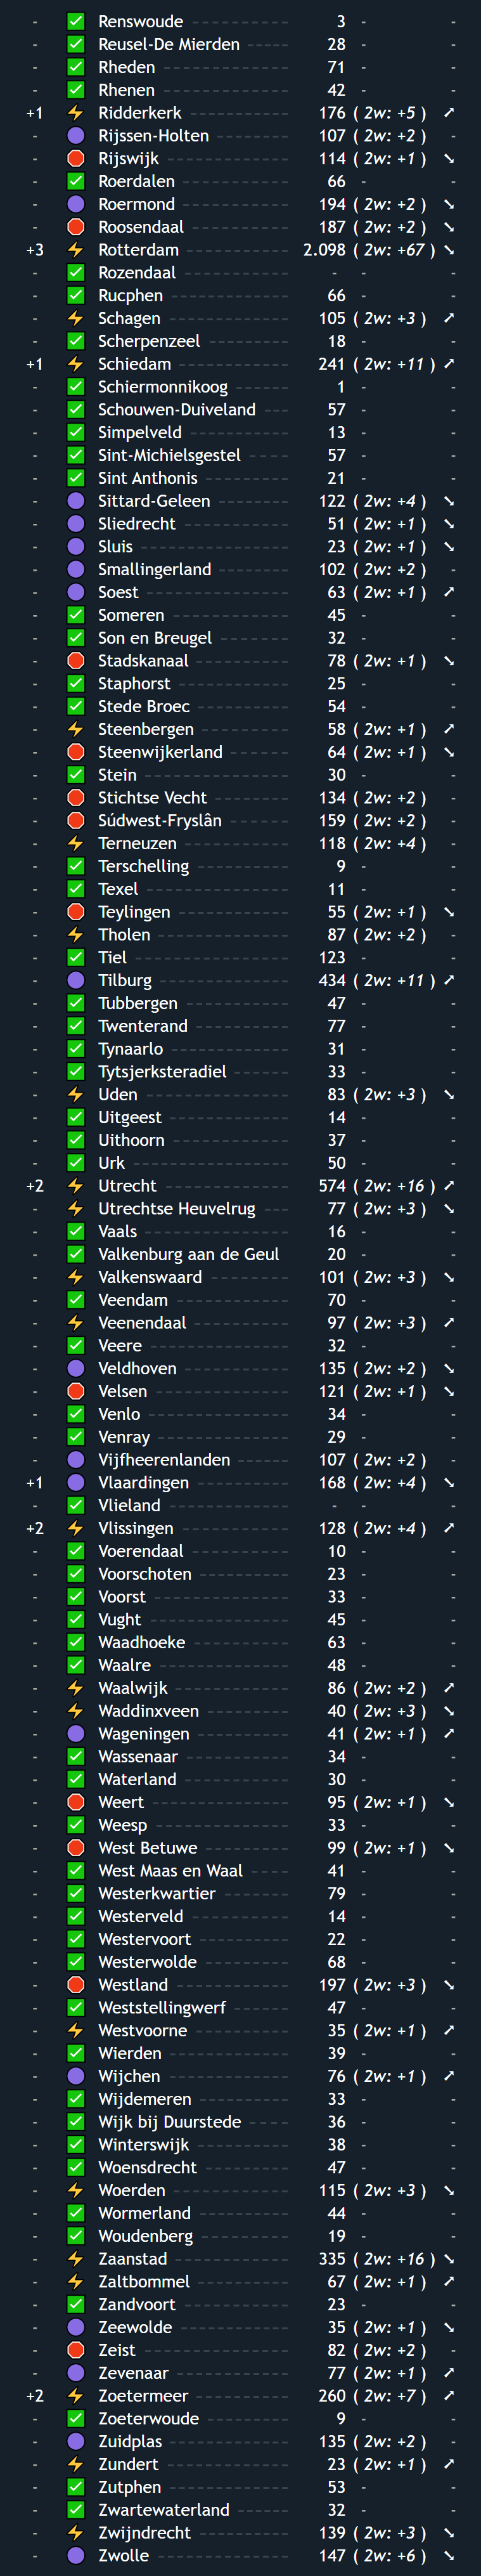 - ✅ Renswoude ------ 3 - -
- ✅ Reusel-De Mierden ------ 28 - -
- ✅ Rheden ------ 71 - -
- ✅ Rhenen ------ 42 - -
+1 ⚡ Ridderkerk ------ 176 ( 2w: +5 ) ⭧
- 🟣 Rijssen-Holten ------ 107 ( 2w: +2 ) -
- 🛑 Rijswijk ------ 114 ( 2w: +1 ) ⭨
- ✅ Roerdalen ------ 66 - -
- 🟣 Roermond ------ 194 ( 2w: +2 ) ⭨
- 🛑 Roosendaal ------ 187 ( 2w: +2 ) ⭨
+3 ⚡ Rotterdam ------ 2.098 ( 2w: +67 ) ⭨
- ✅ Rozendaal ------ - - -
- ✅ Rucphen ------ 66 - -
- ⚡ Schagen ------ 105 ( 2w: +3 ) ⭧
- ✅ Scherpenzeel ------ 18 - -
+1 ⚡ Schiedam ------ 241 ( 2w: +11 ) ⭧
- ✅ Schiermonnikoog ------ 1 - -
- ✅ Schouwen-Duiveland ---- 57 - -
- ✅ Simpelveld ------ 13 - -
- ✅ Sint-Michielsgestel ------ 57 - -
- ✅ Sint Anthonis ------ 21 - -
- 🟣 Sittard-Geleen ------ 122 ( 2w: +4 ) ⭨
- 🟣 Sliedrecht ------ 51 ( 2w: +1 ) ⭨
- 🟣 Sluis ------ 23 ( 2w: +1 ) ⭨
- 🟣 Smallingerland ------ 102 ( 2w: +2 ) -
- 🟣 Soest ------ 63 ( 2w: +1 ) ⭧
- ✅ Someren ------ 45 - -
- ✅ Son en Breugel ------ 32 - -
- 🛑 Stadskanaal ------ 78 ( 2w: +1 ) ⭨
- ✅ Staphorst ------ 25 - -
- ✅ Stede Broec ------ 54 - -
- ⚡ Steenbergen ------ 58 ( 2w: +1 ) ⭧
- 🛑 Steenwijkerland ------ 64 ( 2w: +1 ) ⭨
- ✅ Stein ------ 30 - -
- 🛑 Stichtse Vecht ------ 134 ( 2w: +2 ) -
- 🛑 Súdwest-Fryslân ------ 159 ( 2w: +2 ) -
- ⚡ Terneuzen ------ 118 ( 2w: +4 ) -
- ✅ Terschelling ------ 9 - -
- ✅ Texel ------ 11 - -
- 🛑 Teylingen ------ 55 ( 2w: +1 ) ⭨
- ⚡ Tholen ------ 87 ( 2w: +2 ) -
- ✅ Tiel ------ 123 - -
- 🟣 Tilburg ------ 434 ( 2w: +11 ) ⭧
- ✅ Tubbergen ------ 47 - -
- ✅ Twenterand ------ 77 - -
- ✅ Tynaarlo ------ 31 - -
- ✅ Tytsjerksteradiel ------ 33 - -
- ⚡ Uden ------ 83 ( 2w: +3 ) ⭨
- ✅ Uitgeest ------ 14 - -
- ✅ Uithoorn ------ 37 - -
- ✅ Urk ------ 50 - -
+2 ⚡ Utrecht ------ 574 ( 2w: +16 ) ⭧
- ⚡ Utrechtse Heuvelrug --- 77 ( 2w: +3 ) ⭨
- ✅ Vaals ------ 16 - -
- ✅ Valkenburg aan de Geul 20 - -
- ⚡ Valkenswaard ------ 101 ( 2w: +3 ) ⭨
- ✅ Veendam ------ 70 - -
- ⚡ Veenendaal ------ 97 ( 2w: +3 ) ⭧
- ✅ Veere ------ 32 - -
- 🟣 Veldhoven ------ 135 ( 2w: +2 ) ⭨
- 🛑 Velsen ------ 121 ( 2w: +1 ) ⭨
- ✅ Venlo ------ 34 - -
- ✅ Venray ------ 29 - -
- 🟣 Vijfheerenlanden ------ 107 ( 2w: +2 ) -
+1 🟣 Vlaardingen ------ 168 ( 2w: +4 ) ⭨
- ✅ Vlieland ------ - - -
+2 ⚡ Vlissingen ------ 128 ( 2w: +4 ) ⭧
- ✅ Voerendaal ------ 10 - -
- ✅ Voorschoten ------ 23 - -
- ✅ Voorst ------ 33 - -
- ✅ Vught ------ 45 - -
- ✅ Waadhoeke ------ 63 - -
- ✅ Waalre ------ 48 - -
- ⚡ Waalwijk ------ 86 ( 2w: +2 ) ⭧
- ⚡ Waddinxveen ------ 40 ( 2w: +3 ) ⭨
- 🟣 Wageningen ------ 41 ( 2w: +1 ) ⭧
- ✅ Wassenaar ------ 34 - -
- ✅ Waterland ------ 30 - -
- 🛑 Weert ------ 95 ( 2w: +1 ) ⭨
- ✅ Weesp ------ 33 - -
- 🛑 West Betuwe ------ 99 ( 2w: +1 ) ⭨
- ✅ West Maas en Waal ------ 41 - -
- ✅ Westerkwartier ------ 79 - -
- ✅ Westerveld ------ 14 - -
- ✅ Westervoort ------ 22 - -
- ✅ Westerwolde ------ 68 - -
- 🛑 Westland ------ 197 ( 2w: +3 ) ⭨
- ✅ Weststellingwerf ------ 47 - -
- ⚡ Westvoorne ------ 35 ( 2w: +1 ) ⭧
- ✅ Wierden ------ 39 - -
- 🟣 Wijchen ------ 76 ( 2w: +1 ) ⭧
- ✅ Wijdemeren ------ 33 - -
- ✅ Wijk bij Duurstede ---- 36 - -
- ✅ Winterswijk ------ 38 - -
- ✅ Woensdrecht ------ 47 - -
- ⚡ Woerden ------ 115 ( 2w: +3 ) ⭨
- ✅ Wormerland ------ 44 - -
- ✅ Woudenberg ------ 19 - -
- ⚡ Zaanstad ------ 335 ( 2w: +16 ) ⭨
- ⚡ Zaltbommel ------ 67 ( 2w: +1 ) ⭧
- ✅ Zandvoort ------ 23 - -
- 🟣 Zeewolde ------ 35 ( 2w: +1 ) ⭨
- 🛑 Zeist ------ 82 ( 2w: +2 ) -
- 🟣 Zevenaar ------ 77 ( 2w: +1 ) ⭧
+2 ⚡ Zoetermeer ------ 260 ( 2w: +7 ) ⭧
- ✅ Zoeterwoude ------ 9 - -
- 🟣 Zuidplas ------ 135 ( 2w: +2 ) -
- ⚡ Zundert ------ 23 ( 2w: +1 ) ⭧
- ✅ Zutphen ------ 53 - -
- ✅ Zwartewaterland ------ 32 - -
- ⚡ Zwijndrecht ------ 139 ( 2w: +3 ) ⭨
- 🟣 Zwolle ------ 147 ( 2w: +6 ) ⭨